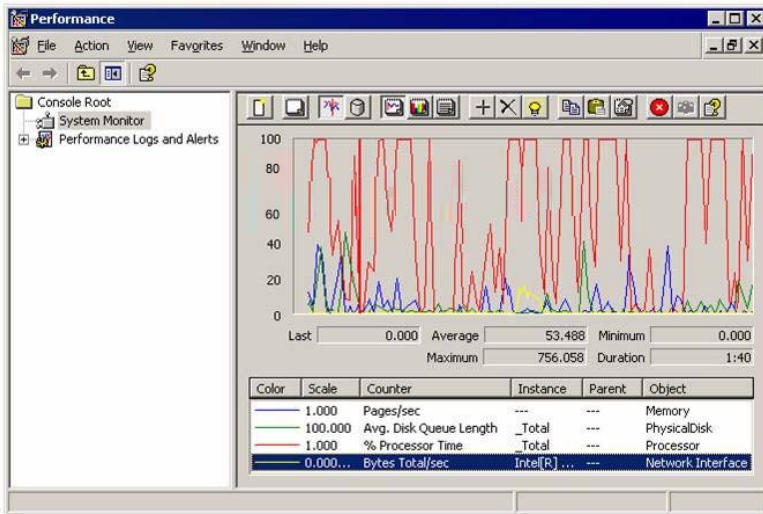 Performance
File Action View Favorites Window Help
Console Root
System Monitor
Performance Logs and Alerts
100
80
60
40
20
0
Last 0.000 Average 53.488 Minimum 0.000
Maximum 756.058 Duration 1:40
Color Scale Counter Instance Parent Object
1.000 Pages/sec --- --- Memory
100.000 Avg. Disk Queue Length _Total --- PhysicalDisk
1.000 % Processor Time _Total --- Processor
0.000... Bytes Total/sec Intel[R] ... --- Network Interface